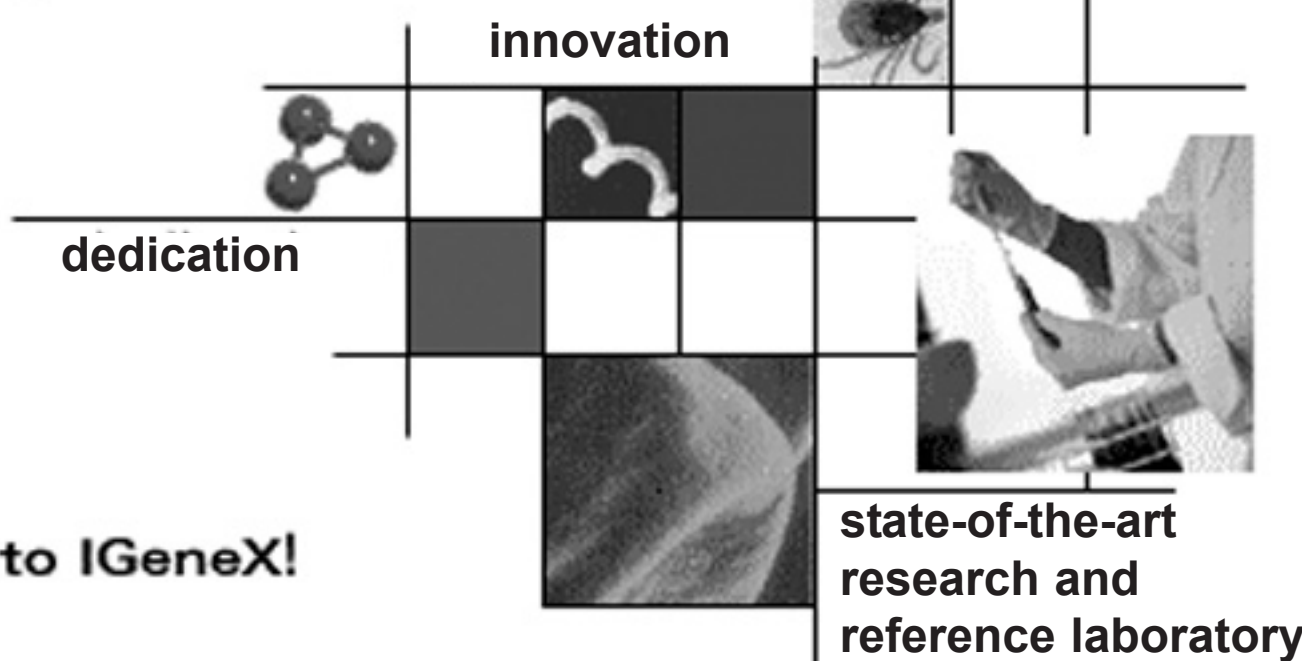 innovation
dedication
to IGeneX!
state-of-the-art
research and
reference laboratory